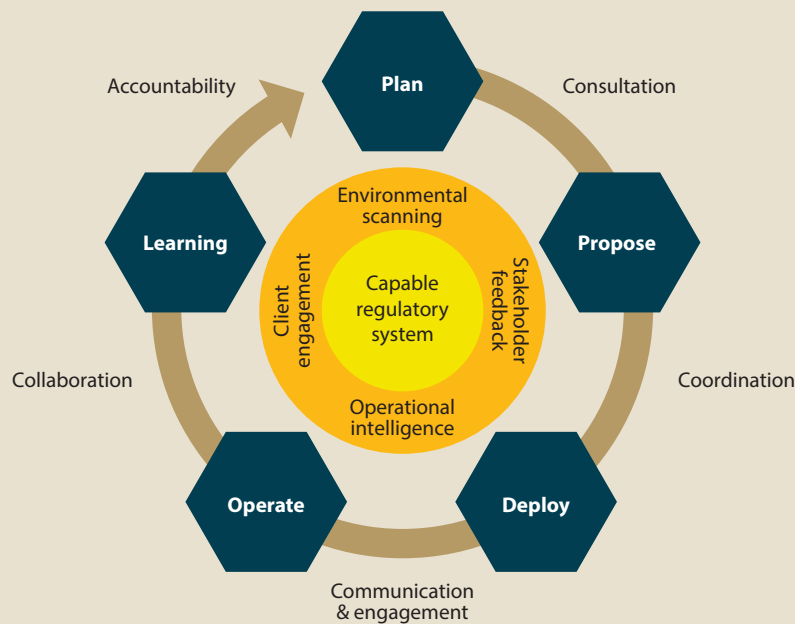 Plan
Accountability
Consultation
Environmental
scanning
Learning
Propose
Client
engagement
Capable
regulatory
system
Stakeholder
feedback
Collaboration
Coordination
Operational
intelligence
Operate
Deploy
Communication
& engagement